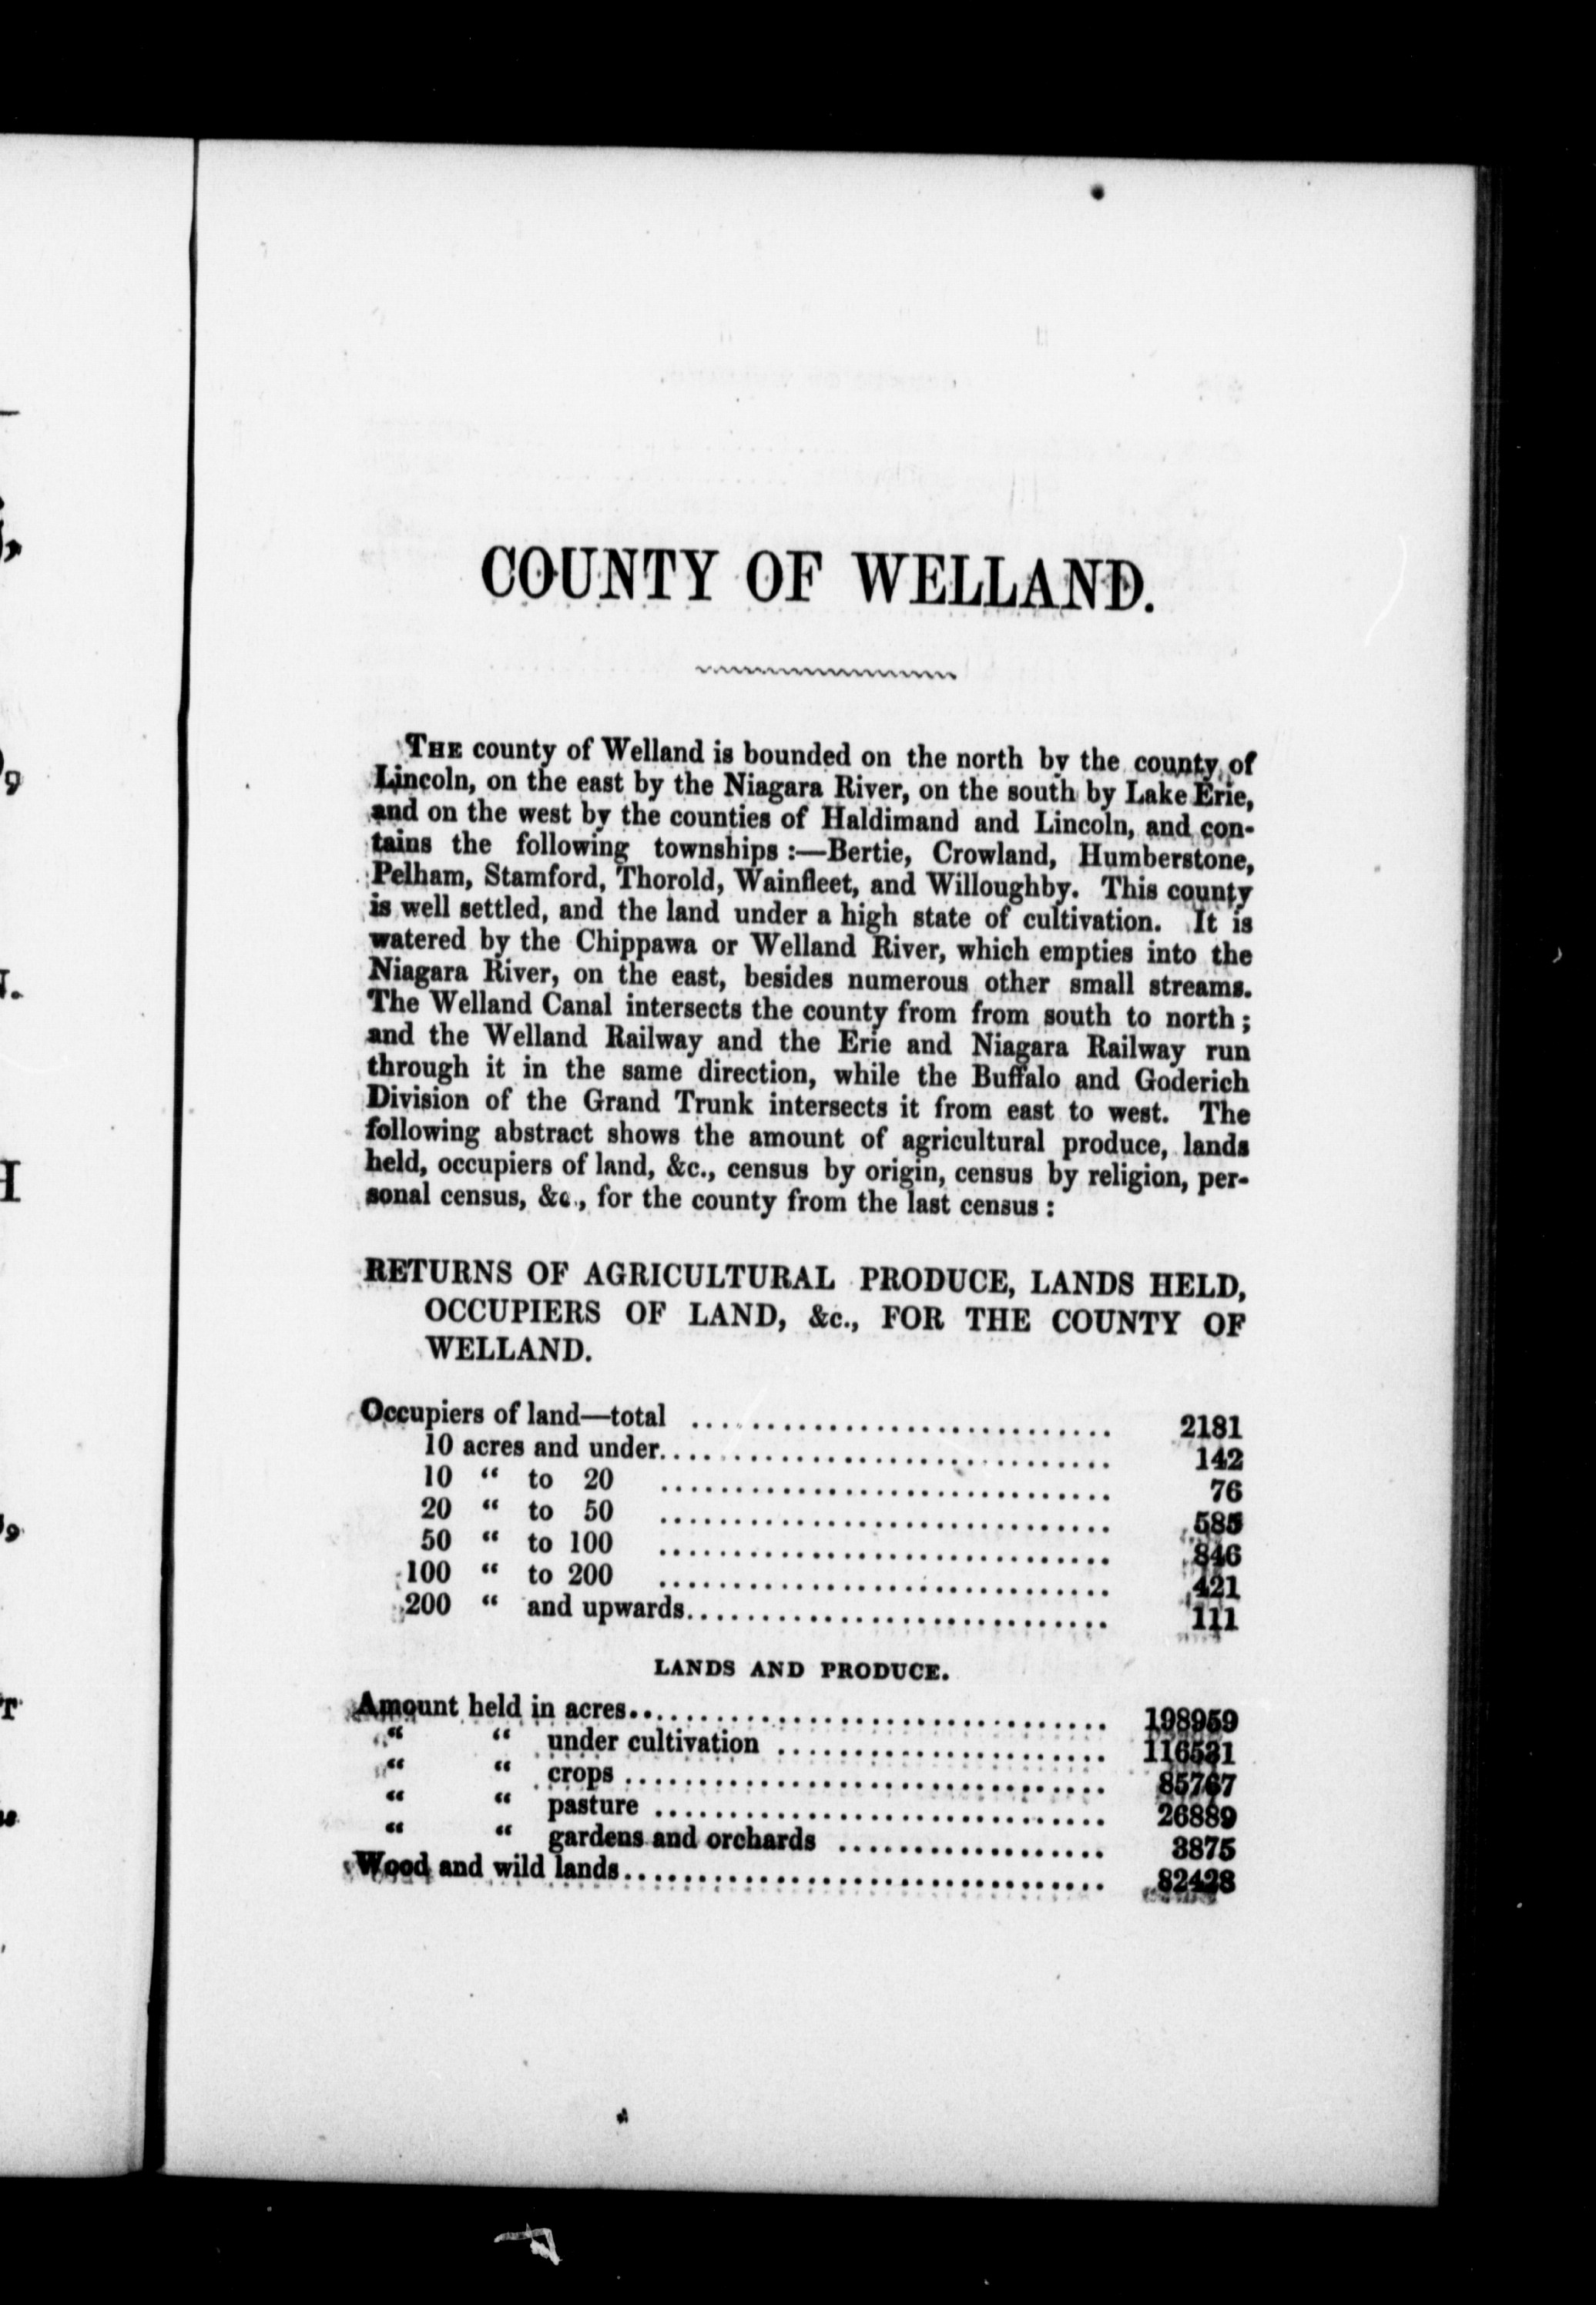 COUNTY OF WELLAND.
THE county of Welland is bounded on the north by the county of
Lincoln, on the east by the Niagara River, on the south by Lake Erie,
and on the west by the counties of Haldimand and Lincoln, and con-
tains the following townships :—Bertie, Crowland, Humberstone,
Pelham, Stamford, Thorold, Wainfleet, and Willoughby. This county
is well settled, and the land under a high state of cultivation. It is
watered by the Chippawa or Welland River, which empties into the
Niagara River, on the east, besides numerous other small streams.
The Welland Canal intersects the county from from south to north ;
and the Welland Railway and the Erie and Niagara Railway run
through it in the same direction, while the Buffalo and Goderich
Division of the Grand Trunk intersects it from east to west. The
following abstract shows the amount of agricultural produce, lands
held, occupiers of land, &c., census by origin, census by religion, per-
sonal census, &c., for the county from the last census :
RETURNS OF AGRICULTURAL PRODUCE, LANDS HELD,
OCCUPIERS OF LAND, &c., FOR THE COUNTY OF
WELLAND.
Occupiers of land—total .............................. 2181
10 acres and under................................ 142
10 “ to 20 ................................ 76
20 “ to 50 ................................ 585
50 “ to 100 ................................ 846
100 “ to 200 ................................ 421
200 “ and upwards.............................. 111
LANDS AND PRODUCE.
Amount held in acres.................................. 198959
“ “ under cultivation ........................ 116531
“ “ crops .................................. 85767
“ “ pasture ................................ 26889
“ “ gardens and orchards .................... 3875
Wood and wild lands.................................. 82428